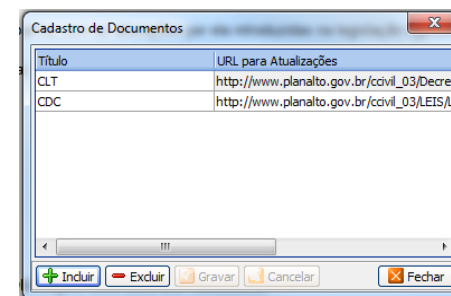 Cadastro de Documentos
Título URL para Atualizações
CLT http://www.planalto.gov.br/ccivil_03/Decre
CDC http://www.planalto.gov.br/ccivil_03/LEIS/L
Incluir Excluir Gravar Cancelar Fechar